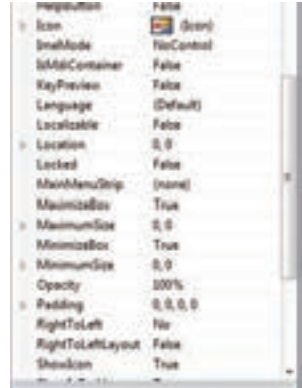 HelpButton False
Icon (Icon)
ImeMode NoControl
IsMdiContainer False
KeyPreview False
Language (Default)
Localizable False
Location 0, 0
Locked False
MainMenuStrip (none)
MaximizeBox True
MaximumSize 0, 0
MinimizeBox True
MinimumSize 0, 0
Opacity 100%
Padding 0, 0, 0, 0
RightToLeft No
RightToLeftLayout False
ShowIcon True